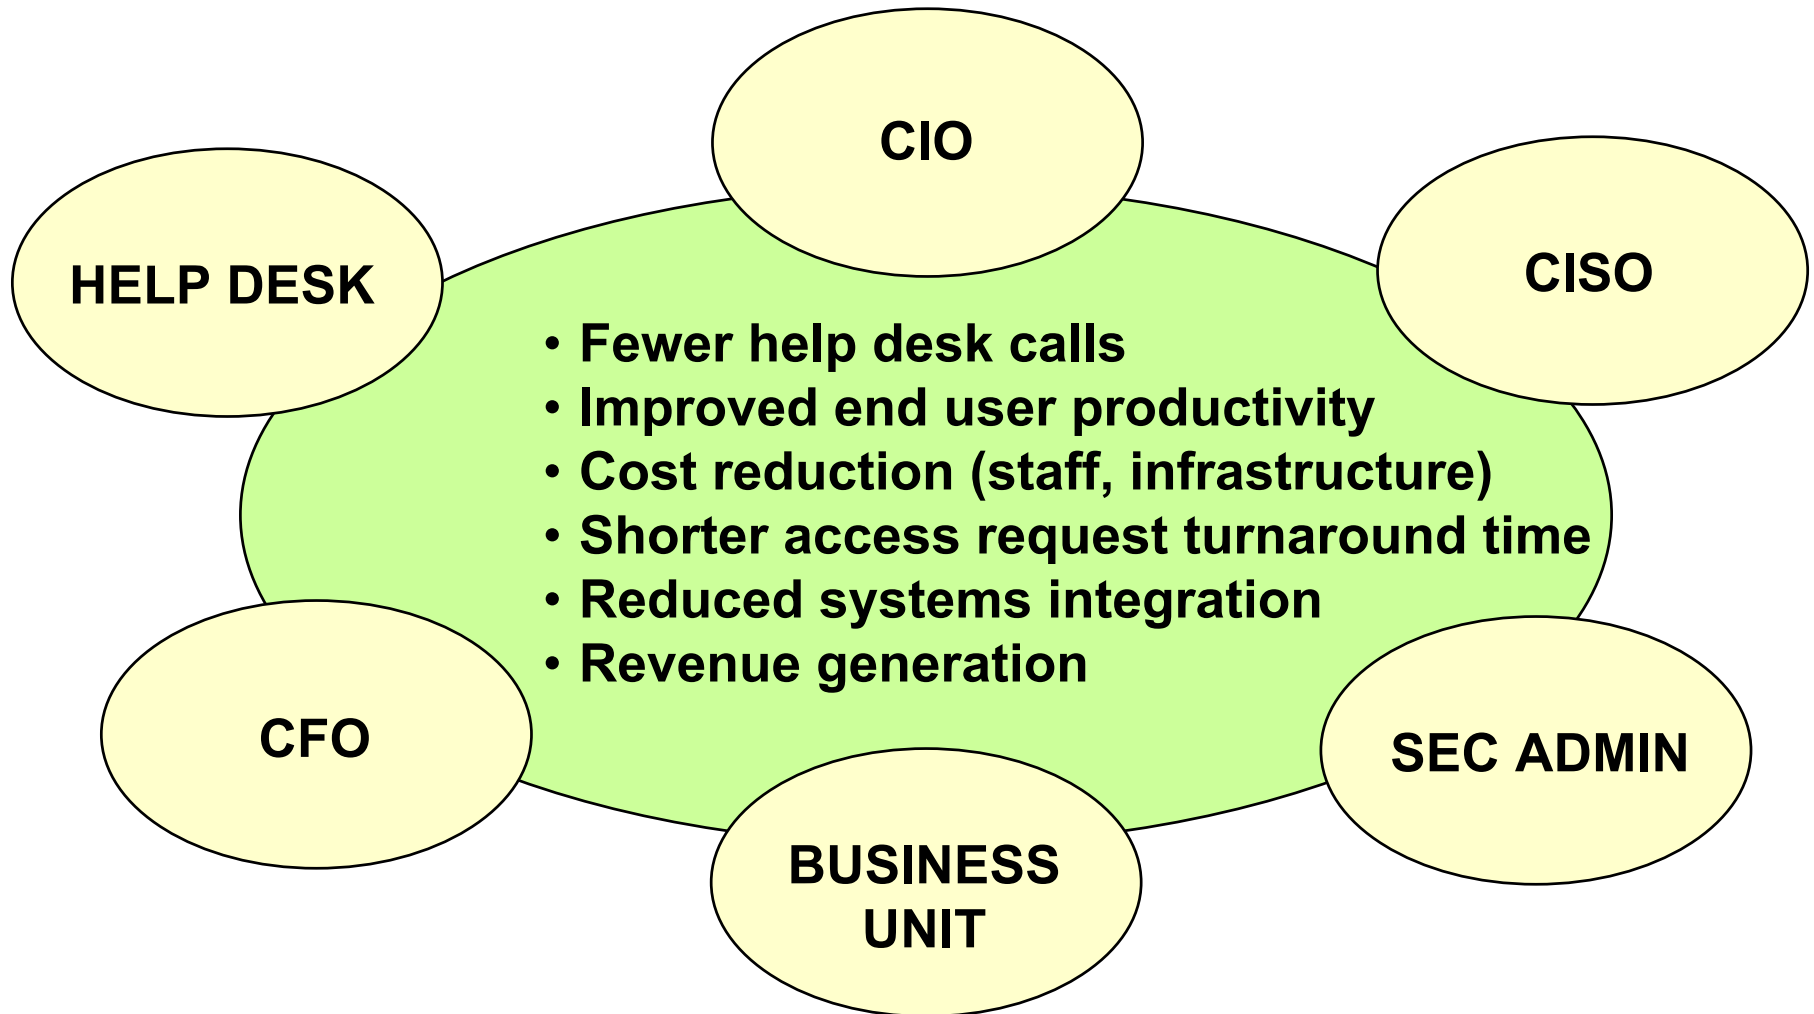 CIO
HELP DESK
CISO
• Fewer help desk calls
• Improved end user productivity
• Cost reduction (staff, infrastructure)
• Shorter access request turnaround time
• Reduced systems integration
• Revenue generation
CFO
SEC ADMIN
BUSINESS
UNIT